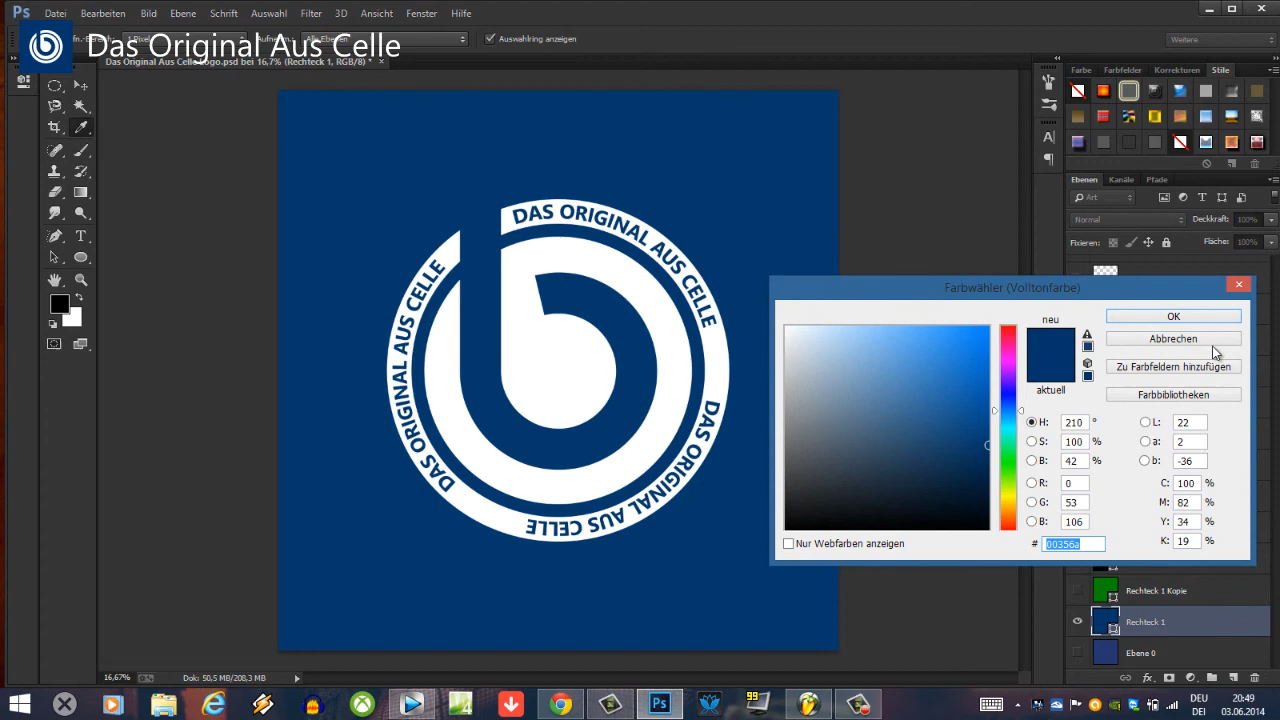 Ps Datei Bearbeiten Bild Ebene Schrift Auswahl Filter 3D Ansicht Fenster Hilfe
Das Original Aus Celle
Auswahlring anzeigen
Weitere
Das Original Aus Celle Logo.psd bei 16,7% (Rechteck 1, RGB/8) *
Farbe Farbfelder Korrekturen Stile
Ebenen Kanäle Pfade
Art
Normal Deckkraft: 100%
Fixieren: Fläche: 100%
DAS ORIGINAL AUS CELLE
DAS ORIGINAL AUS CELLE
DAS ORIGINAL AUS CELLE
Farbwähler (Volltonfarbe)
neu
aktuell
OK
Abbrechen
Zu Farbfeldern hinzufügen
Farbbibliotheken
H: 210 °
S: 100 %
B: 42 %
R: 0
G: 53
B: 106
L: 22
a: 2
b: -36
C: 100 %
M: 82 %
Y: 34 %
K: 19 %
Nur Webfarben anzeigen
# 00356a
Rechteck 1 Kopie
Rechteck 1
Ebene 0
16,67% Dok: 50,5 MB/208,3 MB
fx
99
DEU
DEI
20:49
03.06.2014